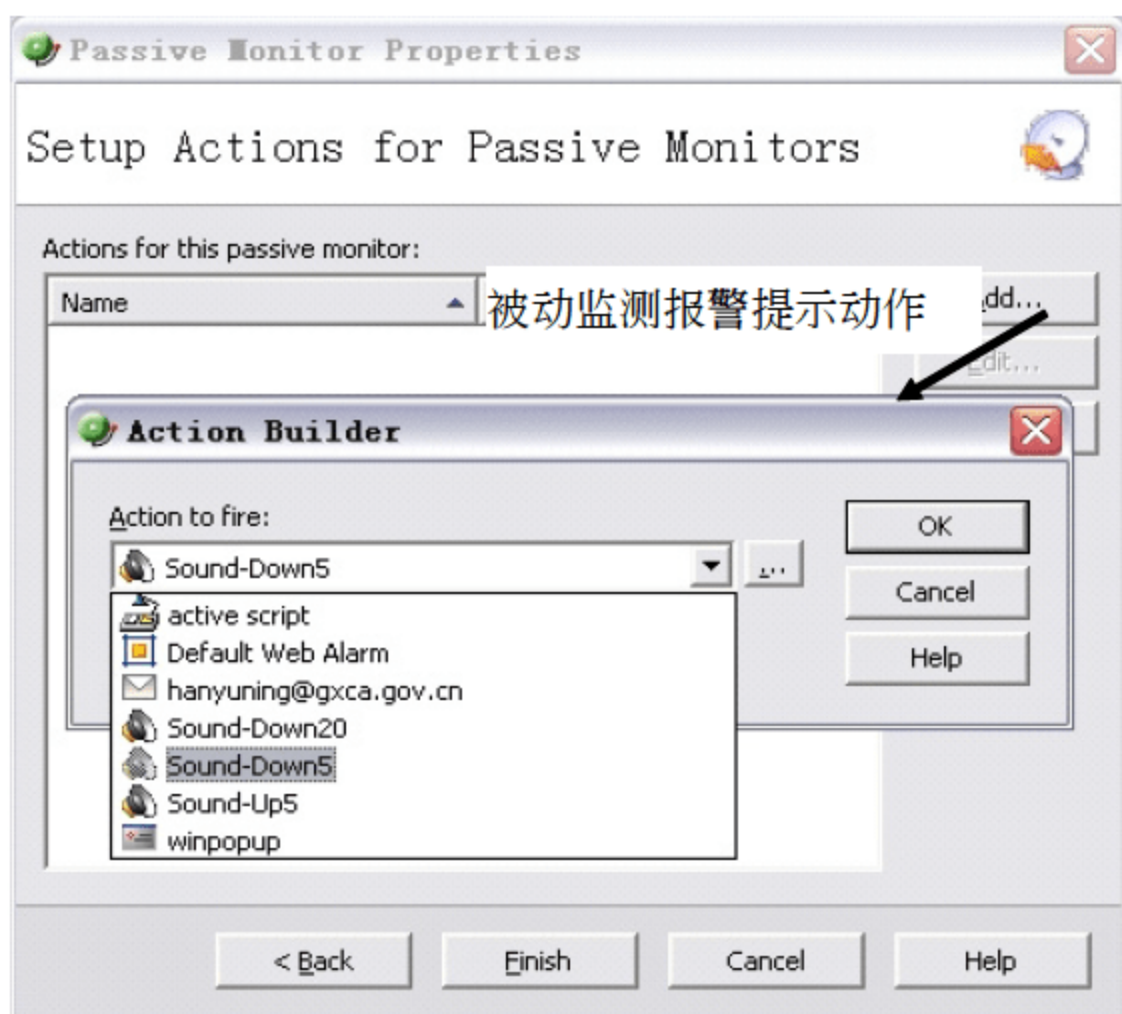 Passive Monitor Properties
Setup Actions for Passive Monitors
Actions for this passive monitor:
Name
被动监测报警提示动作
dd...
Edit...
Action Builder
Action to fire:
Sound-Down5
...
OK
active script
Cancel
Default Web Alarm
Help
hanyuning@gxca.gov.cn
Sound-Down20
Sound-Down5
Sound-Up5
winpopup
< Back
Finish
Cancel
Help